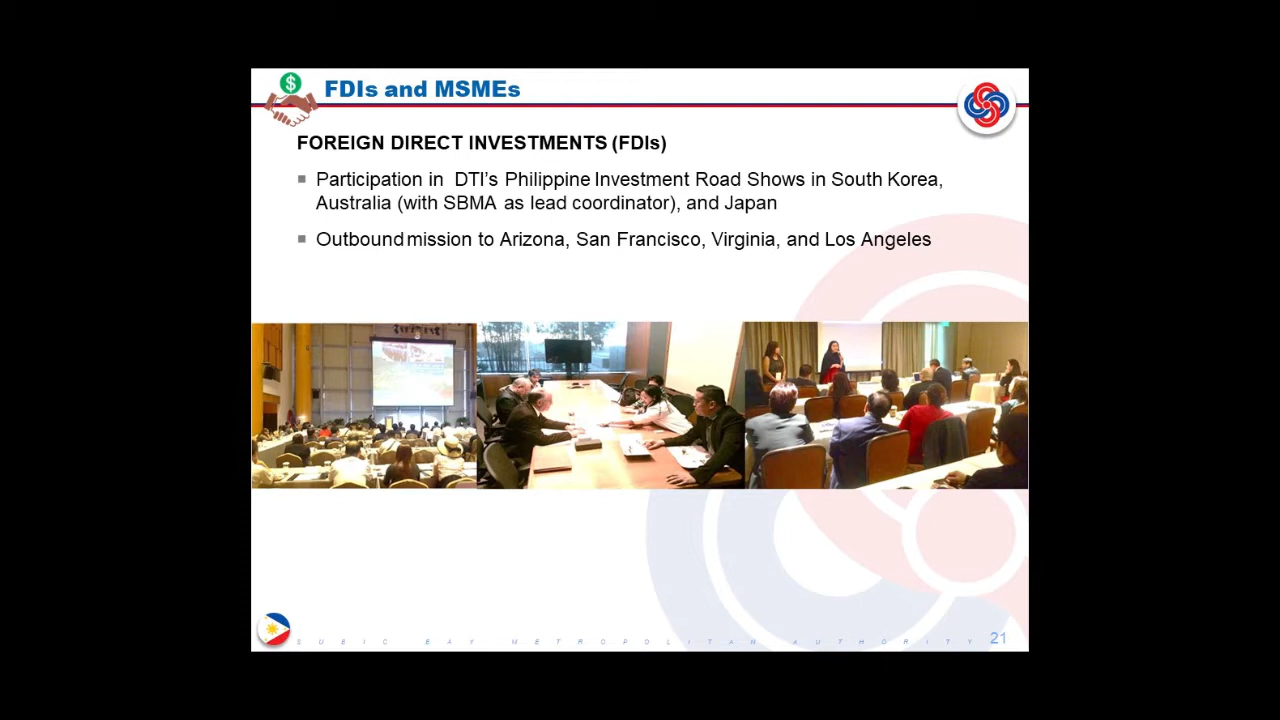 $
FDIs and MSMEs
FOREIGN DIRECT INVESTMENTS (FDIs)
Participation in DTI's Philippine Investment Road Shows in South Korea,
Australia (with SBMA as lead coordinator), and Japan
Outbound mission to Arizona, San Francisco, Virginia, and Los Angeles
SUBIC BAY METROPOLITAN AUTHORITY
21